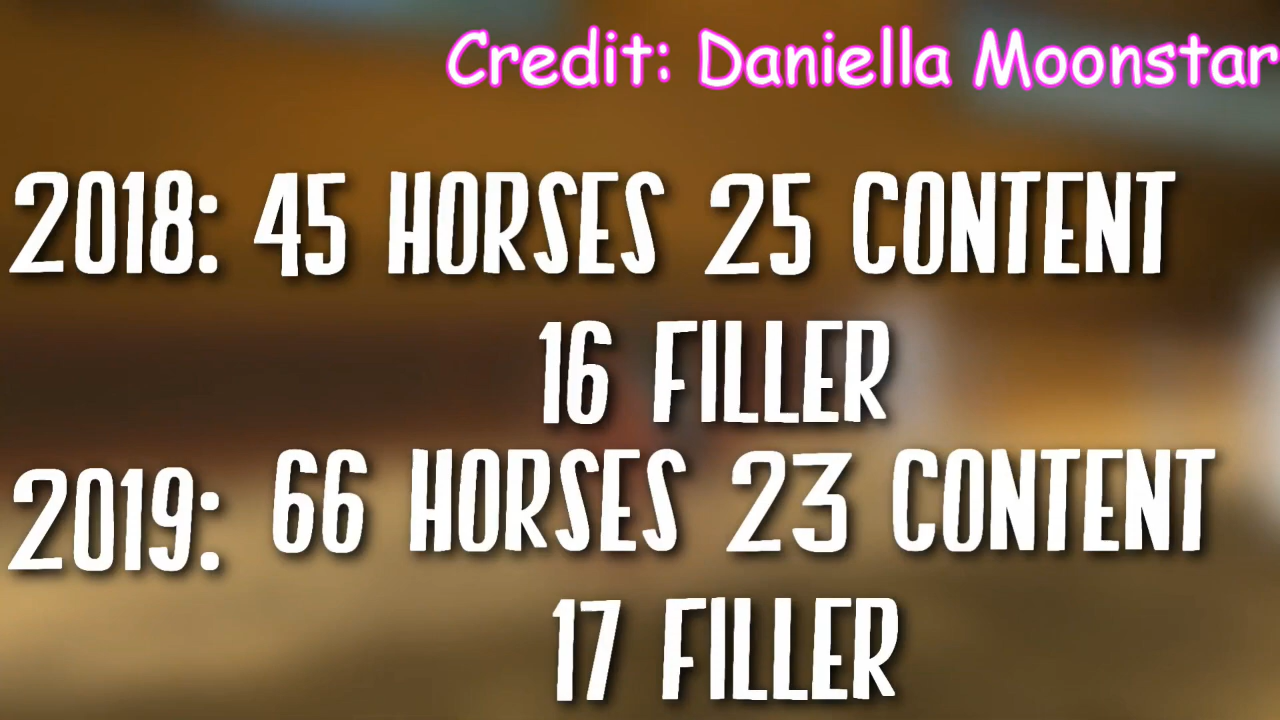 Credit: Daniella Moonstar
2018: 45 HORSES 25 CONTENT
16 FILLER
2019: 66 HORSES 23 CONTENT
17 FILLER